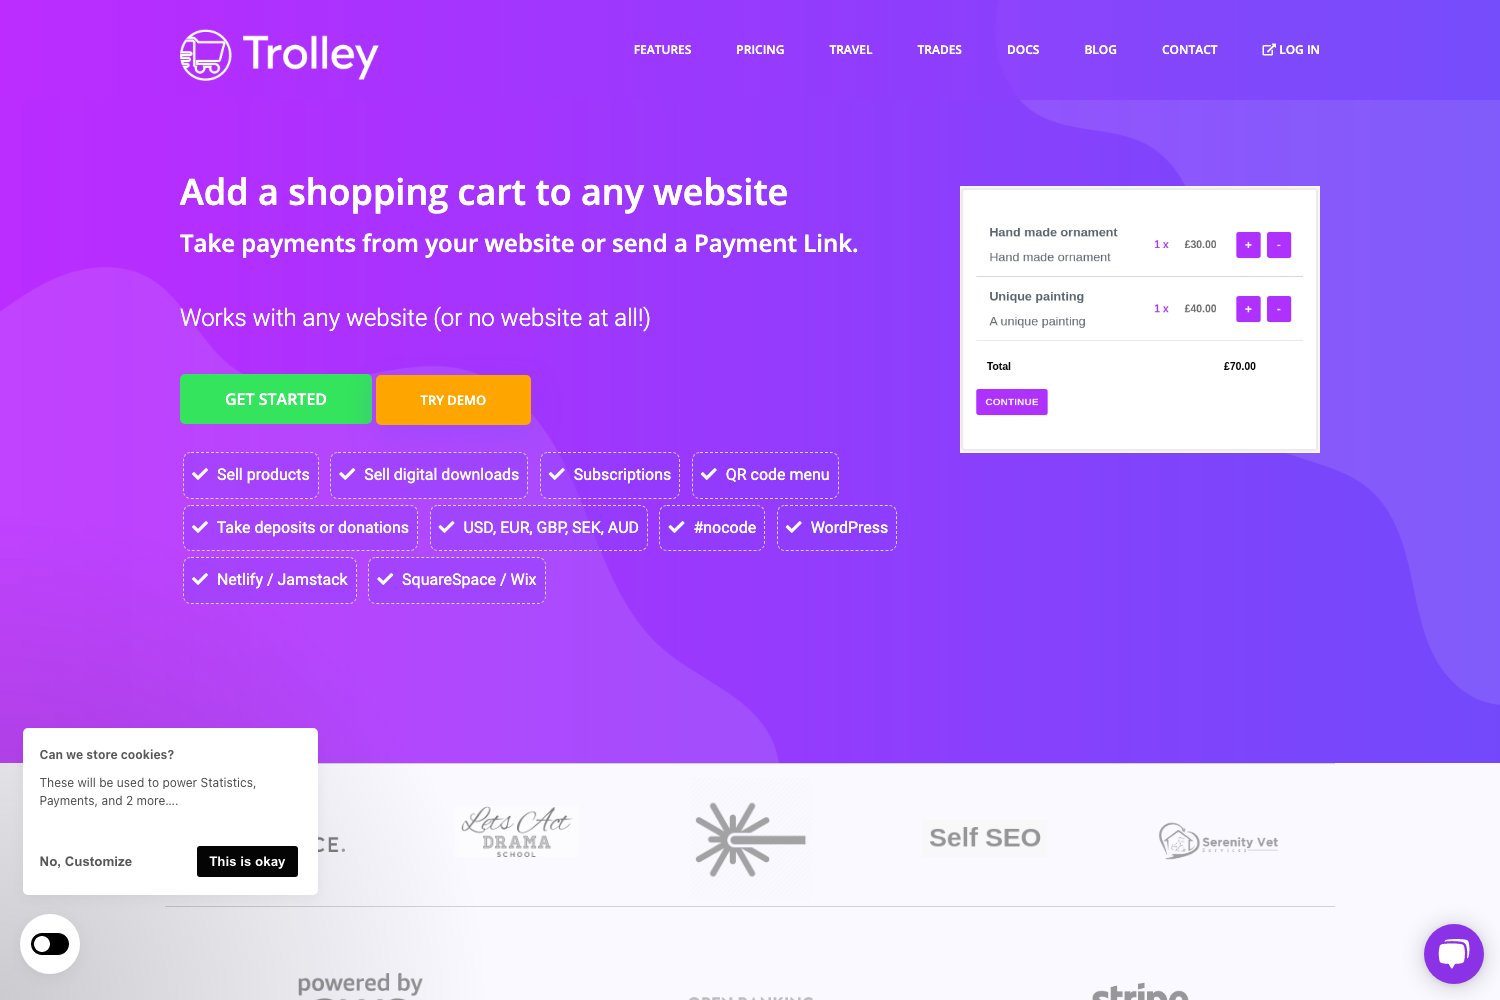 Trolley
FEATURES
PRICING
TRAVEL
TRADES
DOCS
BLOG
CONTACT
LOG IN
Add a shopping cart to any website
Take payments from your website or send a Payment Link.
Works with any website (or no website at all!)
GET STARTED
TRY DEMO
Sell products
Sell digital downloads
Subscriptions
QR code menu
Take deposits or donations
USD, EUR, GBP, SEK, AUD
#nocode
WordPress
Netlify / Jamstack
SquareSpace / Wix
Hand made ornament
Hand made ornament
1 x £30.00 + -
Unique painting
A unique painting
1 x £40.00 + -
Total £70.00
CONTINUE
Can we store cookies?
These will be used to power Statistics,
Payments, and 2 more....
No, Customize
This is okay
CE.
Lets Act
DRAMA
SCHOOL
Self SEO
Serenity Vet
Services
powered by
OPEN BANKING
stripe